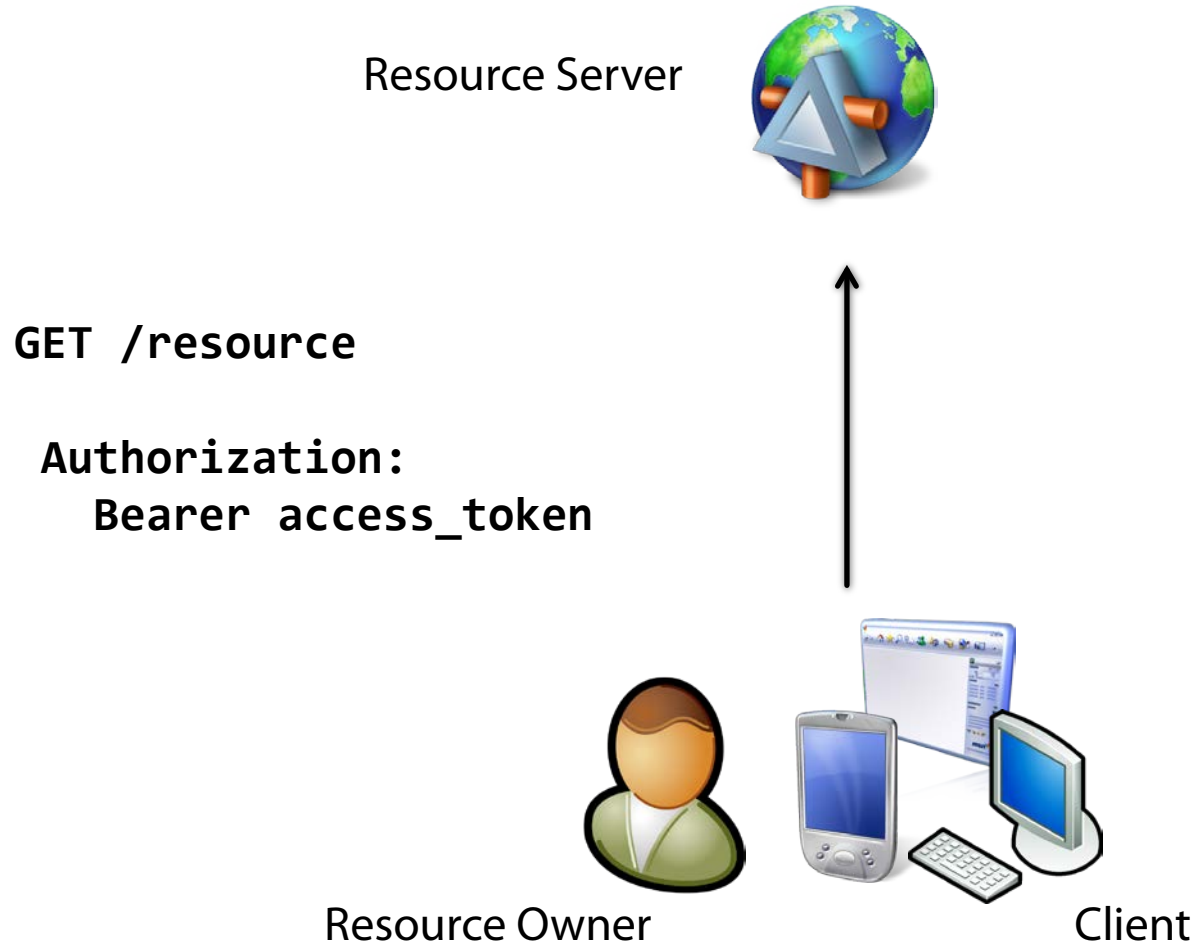 Resource Server
GET /resource
Authorization:
Bearer access_token
Resource Owner
Client